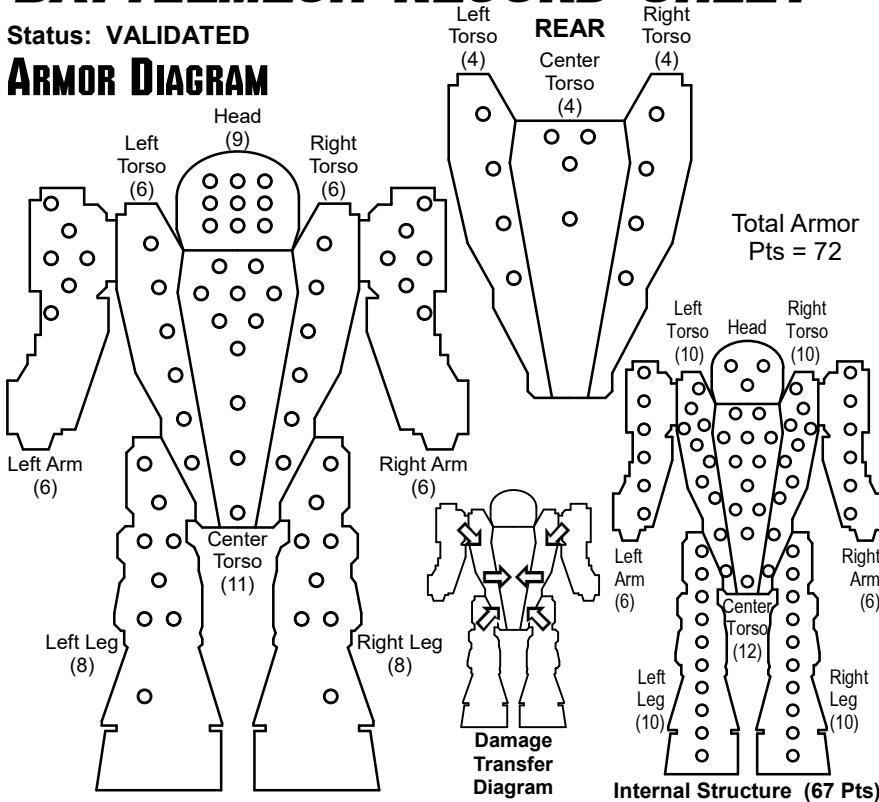 BATTLEMECH RECORD SHEET
Status: VALIDATED
ARMOR DIAGRAM
Left
Torso
(4)
REAR
Right
Torso
(4)
Center
Torso
(4)
Head
(9)
Left
Torso
(6)
Right
Torso
(6)
Total Armor
Pts = 72
Left Arm
(6)
Right Arm
(6)
Center
Torso
(11)
Left Leg
(8)
Right Leg
(8)
Damage
Transfer
Diagram
Left
Torso
(10)
Head
Right
Torso
(10)
Left
Arm
(6)
Right
Arm
(6)
Center
Torso
(12)
Left
Leg
(10)
Right
Leg
(10)
Internal Structure (67 Pts)